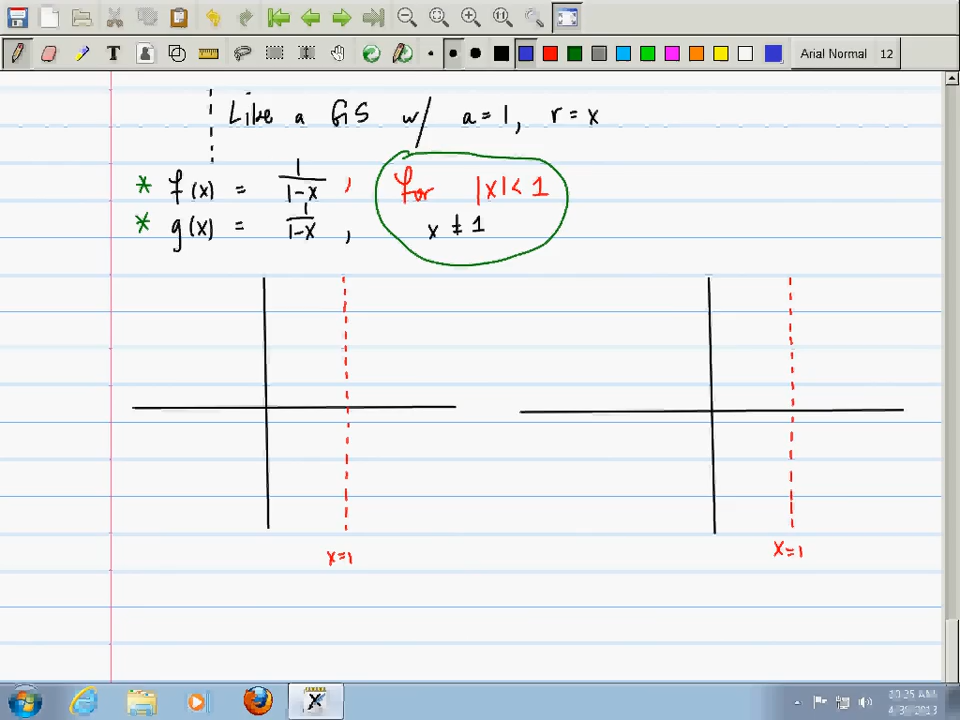 T
Arial Normal 12
Like a GS w/ a = 1, r = x
* f(x) = 1/1-x , for |x| < 1
* g(x) = 1/1-x , x ≠ 1
x=1
x=1